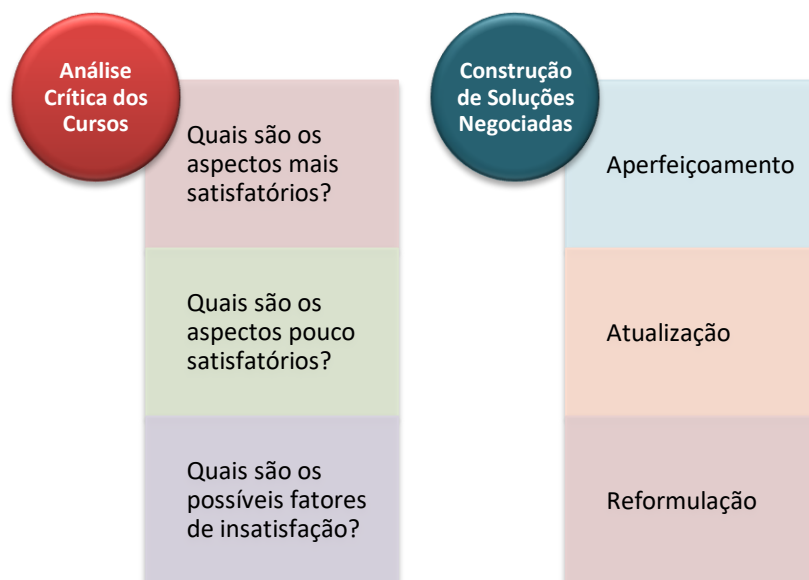 Análise
Crítica dos
Cursos
Quais são os
aspectos mais
satisfatórios?
Quais são os
aspectos pouco
satisfatórios?
Quais são os
possíveis fatores
de insatisfação?
Construção
de Soluções
Negociadas
Aperfeiçoamento
Atualização
Reformulação